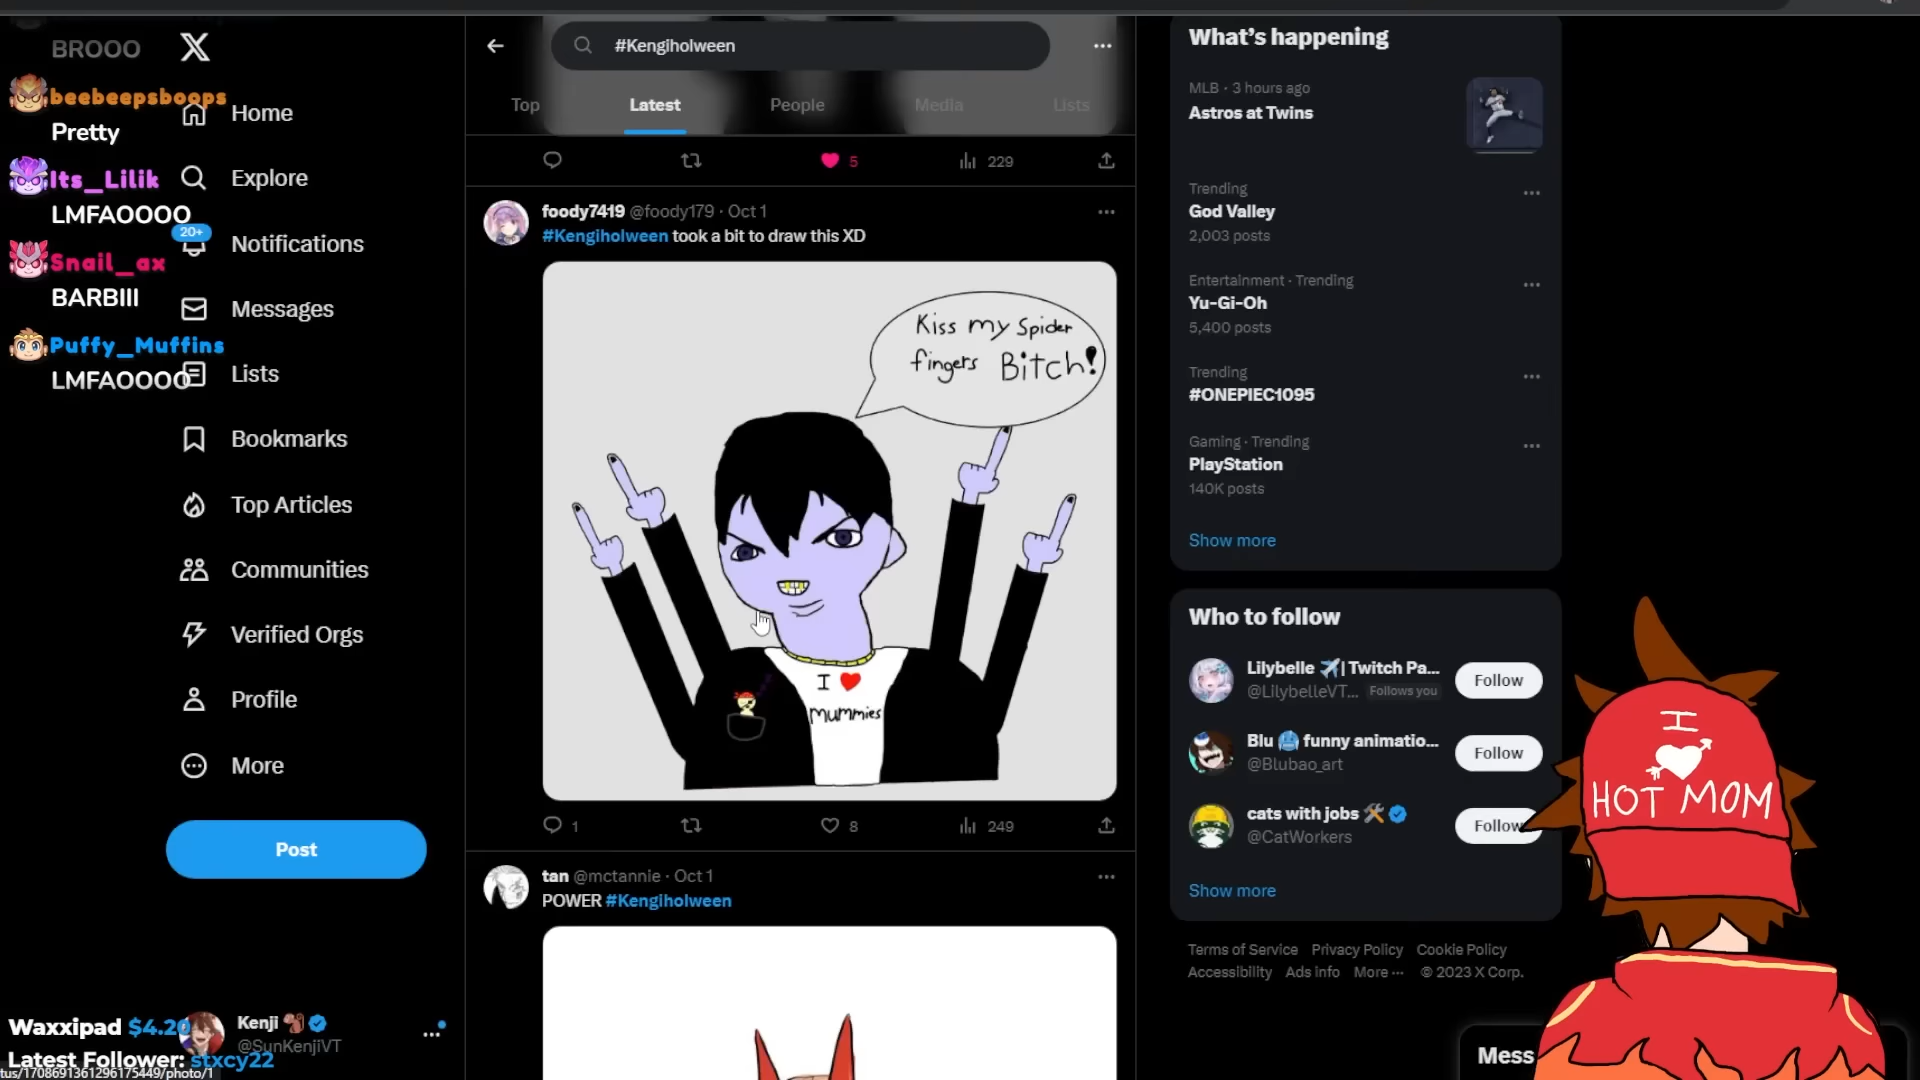 BROOO
beebeepsboops
Pretty
Its_Lilik
LMFAOOOO
Snail_ax
BARBIII
Puffy_Muffins
LMFAOOOO
Home
Explore
20+
Notifications
Messages
Lists
Bookmarks
Top Articles
Communities
Verified Orgs
Profile
More
Post
Waxxipad $4.20
Kenji
@SunKenjiVT
Latest Follower: stxcy22
tus/1708691361296175449/photo/1
#Kengiholween
Top Latest People Media Lists
5 229
foody7419 @foody179 · Oct 1
#Kengiholween took a bit to draw this XD
Kiss my Spider
fingers Bitch!
I
mummies
1 8 249
tan @mctannie · Oct 1
POWER #Kengiholween
What's happening
MLB · 3 hours ago
Astros at Twins
Trending
God Valley
2,003 posts
Entertainment · Trending
Yu-Gi-Oh
5,400 posts
Trending
#ONEPIEC1095
Gaming · Trending
PlayStation
140K posts
Show more
Who to follow
Lilybelle | Twitch Pa...
@LilybelleVT... Follows you
Follow
Blu funny animatio...
@Blubao_art
Follow
cats with jobs
@CatWorkers
Follow
Show more
Terms of Service Privacy Policy Cookie Policy
Accessibility Ads info More ··· © 2023 X Corp.
I
HOT MOM
Mess